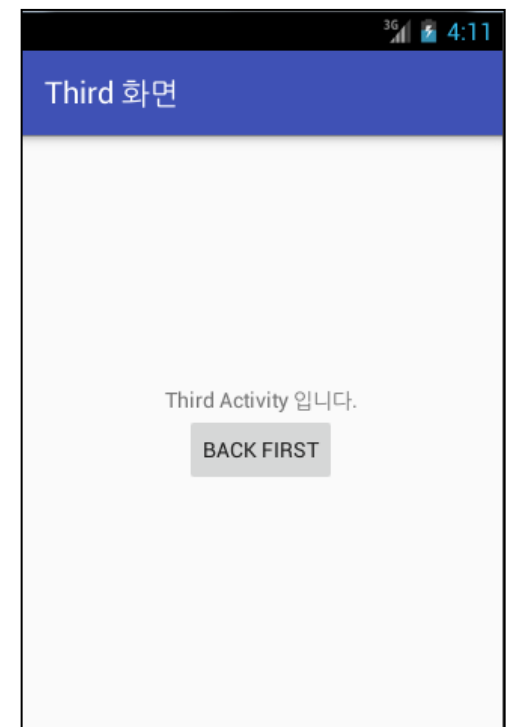 3G 4:11
Third 화면
Third Activity 입니다.
BACK FIRST